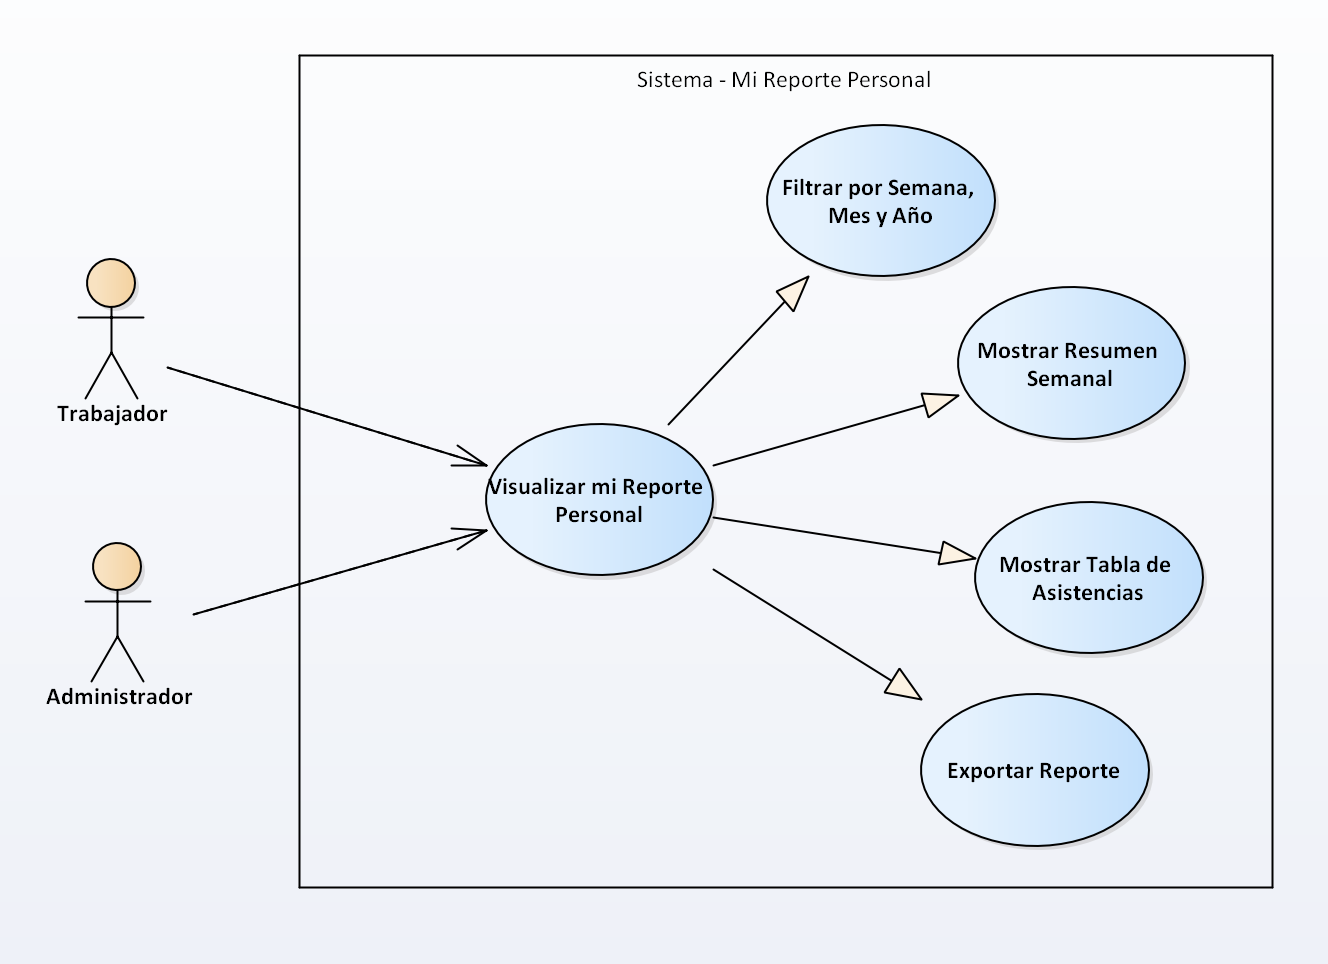 Sistema - Mi Reporte Personal
Filtrar por Semana,
Mes y Año
Mostrar Resumen
Semanal
Trabajador
Visualizar mi Reporte
Personal
Mostrar Tabla de
Asistencias
Administrador
Exportar Reporte